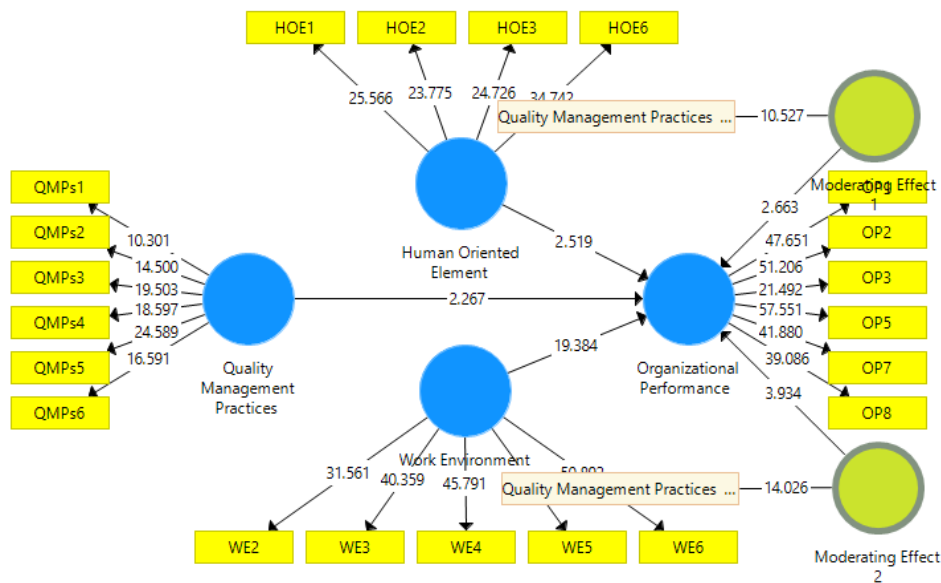 HOE1
HOE2
HOE3
HOE6
25.566
23.775
24.726
34.742
Quality Management Practices ...
10.527
Moderating Effect
1
2.663
QMPs1
QMPs2
QMPs3
QMPs4
QMPs5
QMPs6
10.301
14.500
19.503
18.597
24.589
16.591
Quality
Management
Practices
Human Oriented
Element
2.519
2.267
19.384
Organizational
Performance
47.651
51.206
21.492
57.551
41.880
39.086
3.934
OP2
OP3
OP5
OP7
OP8
Work Environment
31.561
40.359
45.791
Quality Management Practices ...
14.026
WE2
WE3
WE4
WE5
WE6
Moderating Effect
2